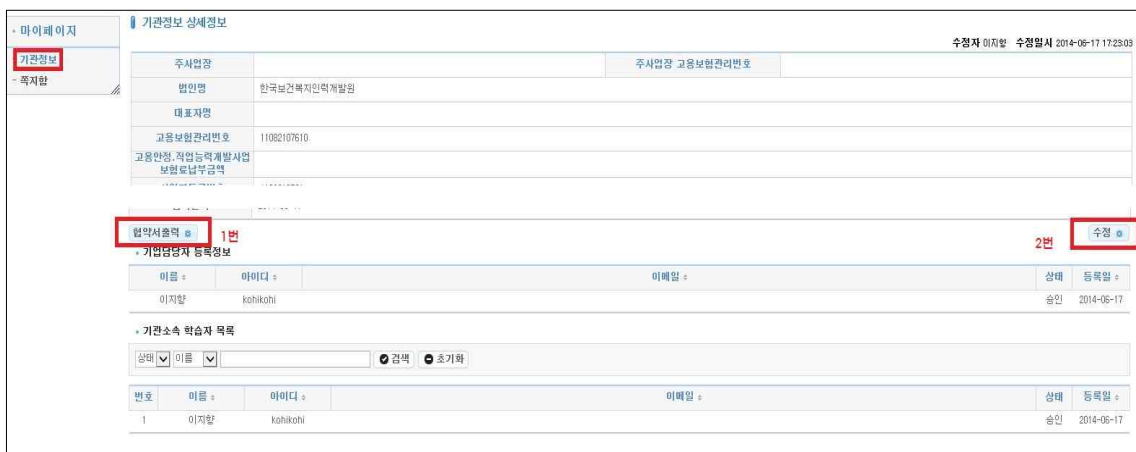 마이페이지
기관정보
- 쪽지함
기관정보 상세정보
수정자 이지향 수정일시 2014-06-17 17:23:03
주사업장 주사업장 고용보험관리번호
법인명 한국보건복지인력개발원
대표자명
고용보험관리번호 11082107610
고용안정.직업능력개발사업
보험료납부금액
협약서출력 1번 2번 수정
기업담당자 등록정보
이름 아이디 이메일 상태 등록일
이지향 kohikohi 승인 2014-06-17
기관소속 학습자 목록
상태 이름 검색 초기화
번호 이름 아이디 이메일 상태 등록일
1 이지향 kohikohi 승인 2014-06-17